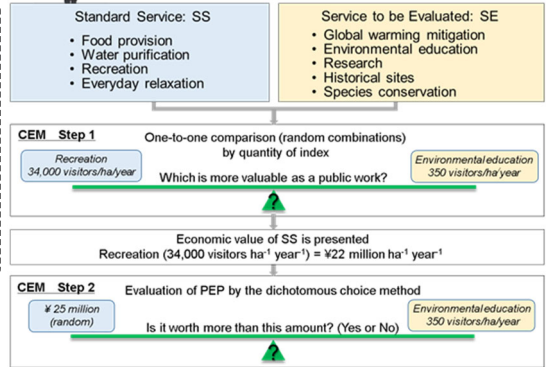 Standard Service: SS
• Food provision
• Water purification
• Recreation
• Everyday relaxation
Service to be Evaluated: SE
• Global warming mitigation
• Environmental education
• Research
• Historical sites
• Species conservation
CEM Step 1
One-to-one comparison (random combinations)
by quantity of index
Recreation
34,000 visitors/ha/year
Environmental education
350 visitors/ha/year
Which is more valuable as a public work?
?
Economic value of SS is presented
Recreation (34,000 visitors ha⁻¹ year⁻¹) = ¥22 million ha⁻¹ year⁻¹
CEM Step 2
Evaluation of PEP by the dichotomous choice method
¥ 25 million
(random)
Environmental education
350 visitors/ha/year
Is it worth more than this amount? (Yes or No)
?